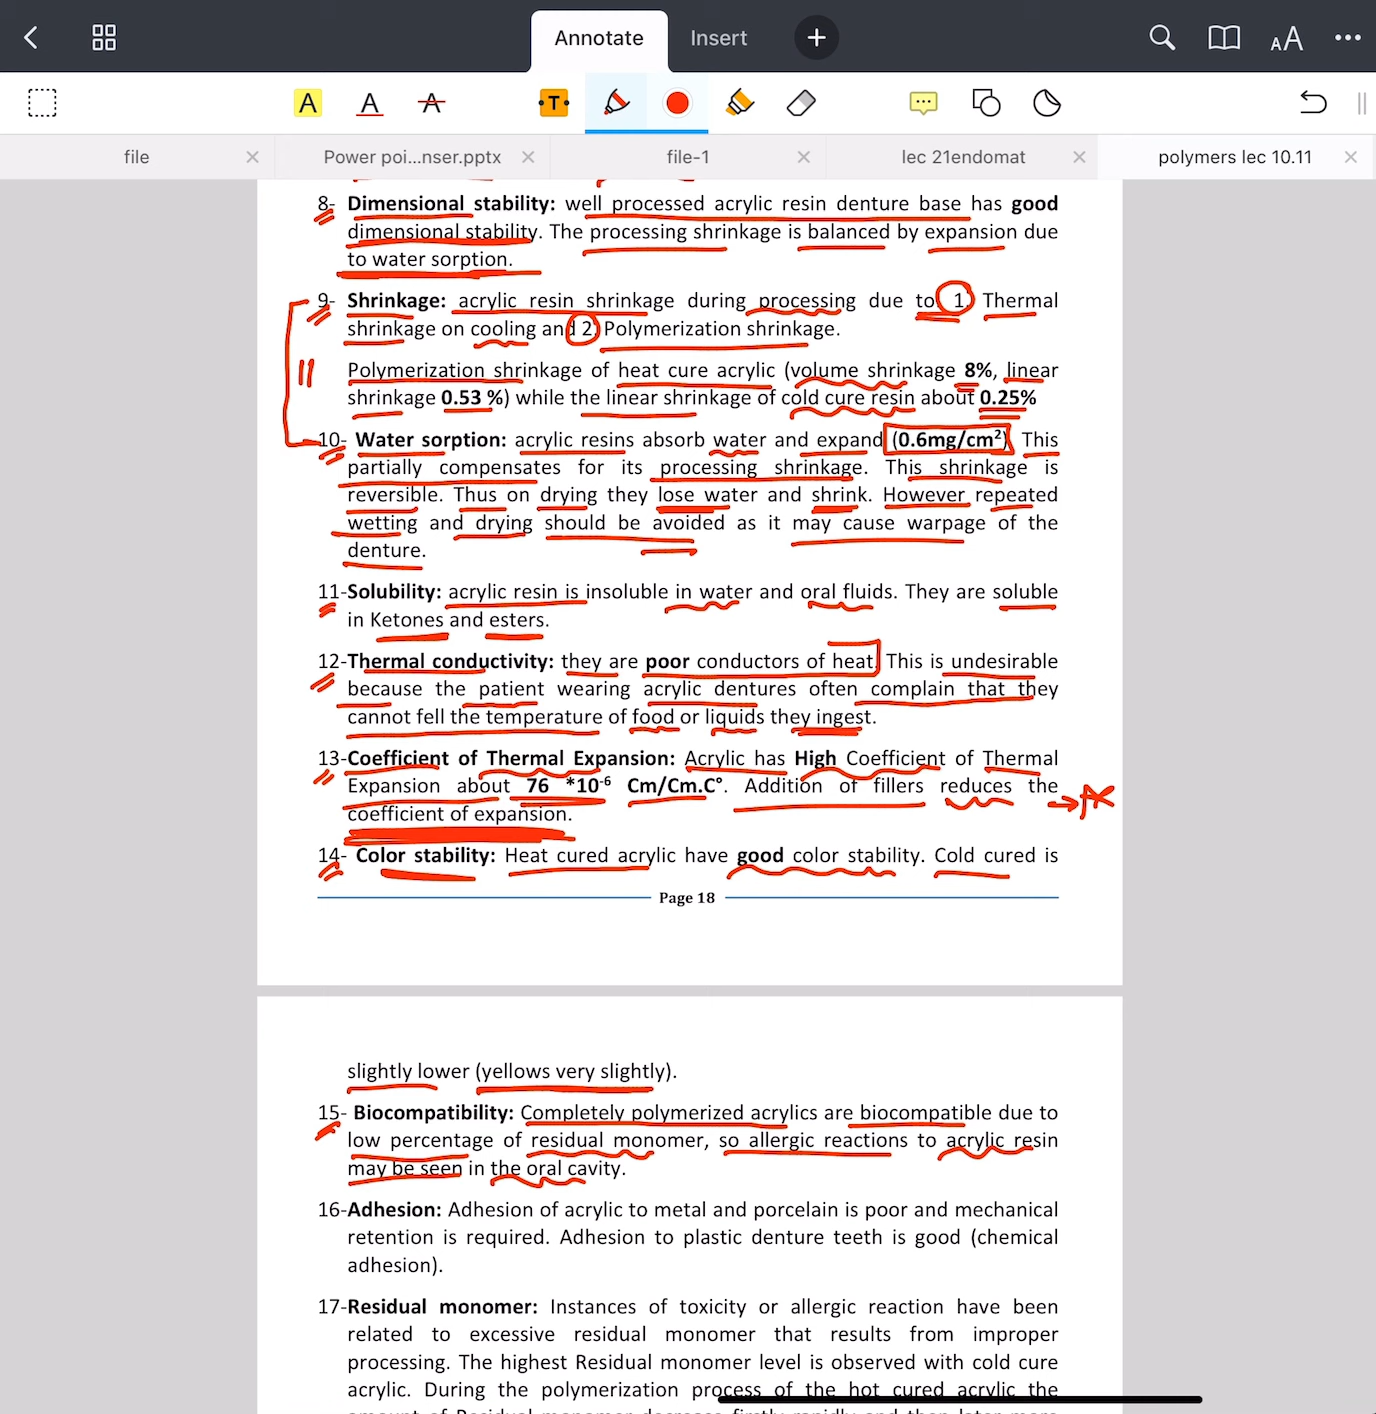 Annotate
Insert
A
A
A
T
AA
file
Power poi...nser.pptx
file-1
lec 21endomat
polymers lec 10.11
8- Dimensional stability: well processed acrylic resin denture base has good
dimensional stability. The processing shrinkage is balanced by expansion due
to water sorption.
9- Shrinkage: acrylic resin shrinkage during processing due to 1. Thermal
shrinkage on cooling and 2. Polymerization shrinkage.
Polymerization shrinkage of heat cure acrylic (volume shrinkage 8%, linear
shrinkage 0.53 %) while the linear shrinkage of cold cure resin about 0.25%
10- Water sorption: acrylic resins absorb water and expand (0.6mg/cm²) This
partially compensates for its processing shrinkage. This shrinkage is
reversible. Thus on drying they lose water and shrink. However repeated
wetting and drying should be avoided as it may cause warpage of the
denture.
11-Solubility: acrylic resin is insoluble in water and oral fluids. They are soluble
in Ketones and esters.
12-Thermal conductivity: they are poor conductors of heat. This is undesirable
because the patient wearing acrylic dentures often complain that they
cannot fell the temperature of food or liquids they ingest.
13-Coefficient of Thermal Expansion: Acrylic has High Coefficient of Thermal
Expansion about 76 *10⁻⁶ Cm/Cm.C°. Addition of fillers reduces the
coefficient of expansion.
14- Color stability: Heat cured acrylic have good color stability. Cold cured is
Page 18
slightly lower (yellows very slightly).
15- Biocompatibility: Completely polymerized acrylics are biocompatible due to
low percentage of residual monomer, so allergic reactions to acrylic resin
may be seen in the oral cavity.
16-Adhesion: Adhesion of acrylic to metal and porcelain is poor and mechanical
retention is required. Adhesion to plastic denture teeth is good (chemical
adhesion).
17-Residual monomer: Instances of toxicity or allergic reaction have been
related to excessive residual monomer that results from improper
processing. The highest Residual monomer level is observed with cold cure
acrylic. During the polymerization process of the hot cured acrylic the
amount of Residual monomer decrease firstly rapidly and then later more